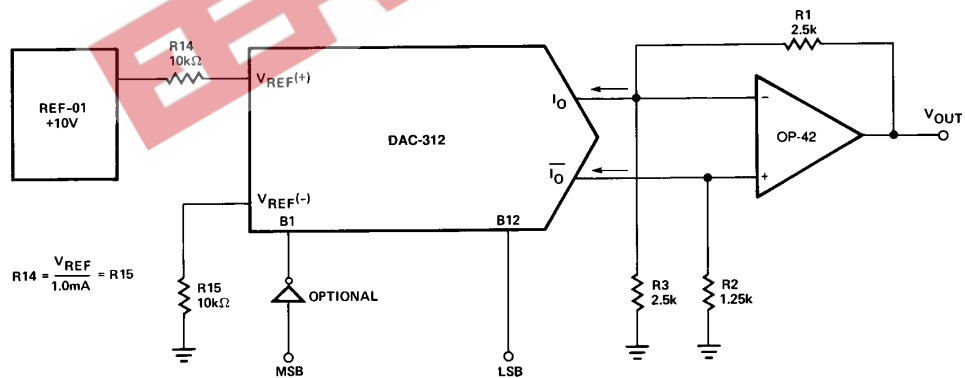 R1
2.5k
R14
10kΩ
REF-01
+10V
VREF(+)
IO
−
DAC-312
OP-42
VOUT
IO
+
VREF(−)
B1
B12
R14 = VREF/1.0mA = R15
R15
10kΩ
OPTIONAL
R3
2.5k
R2
1.25k
MSB
LSB